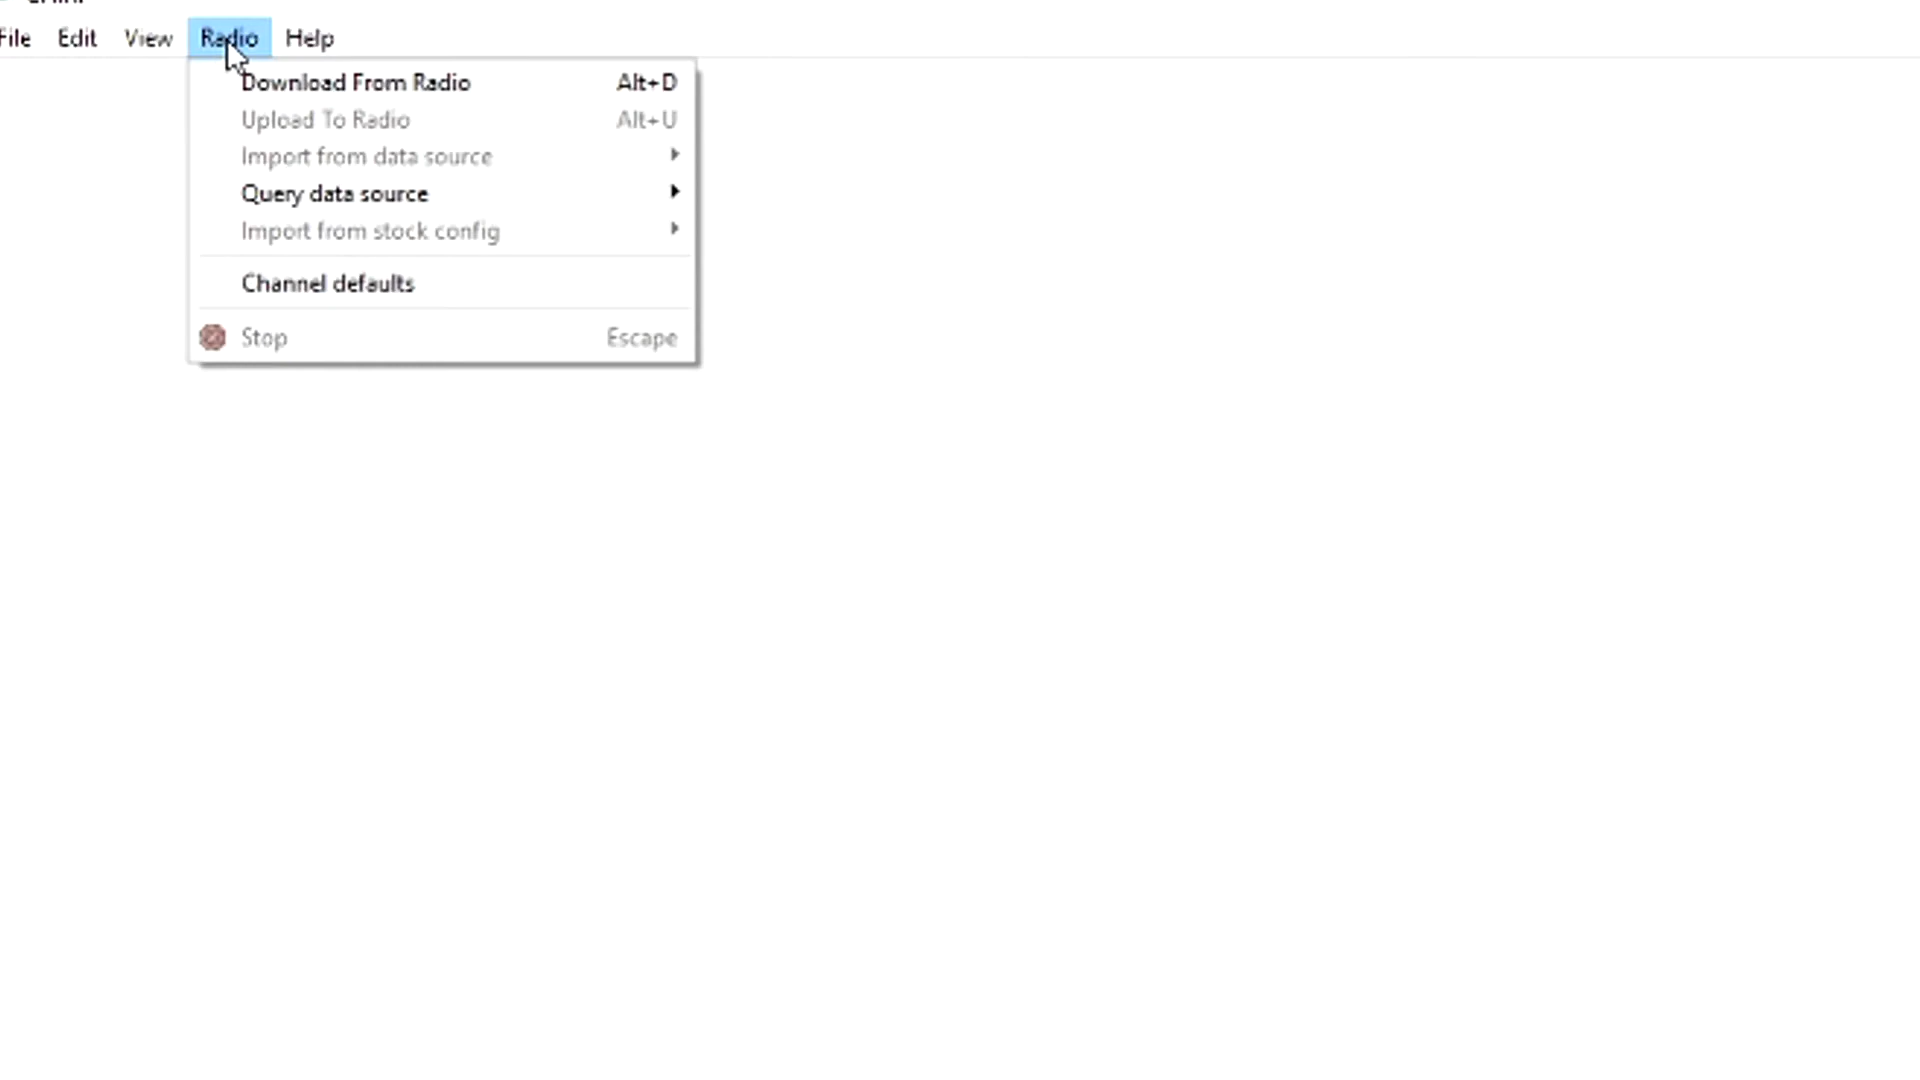 File Edit View Radio Help
Download From Radio Alt+D
Upload To Radio Alt+U
Import from data source
Query data source
Import from stock config
Channel defaults
Stop Escape